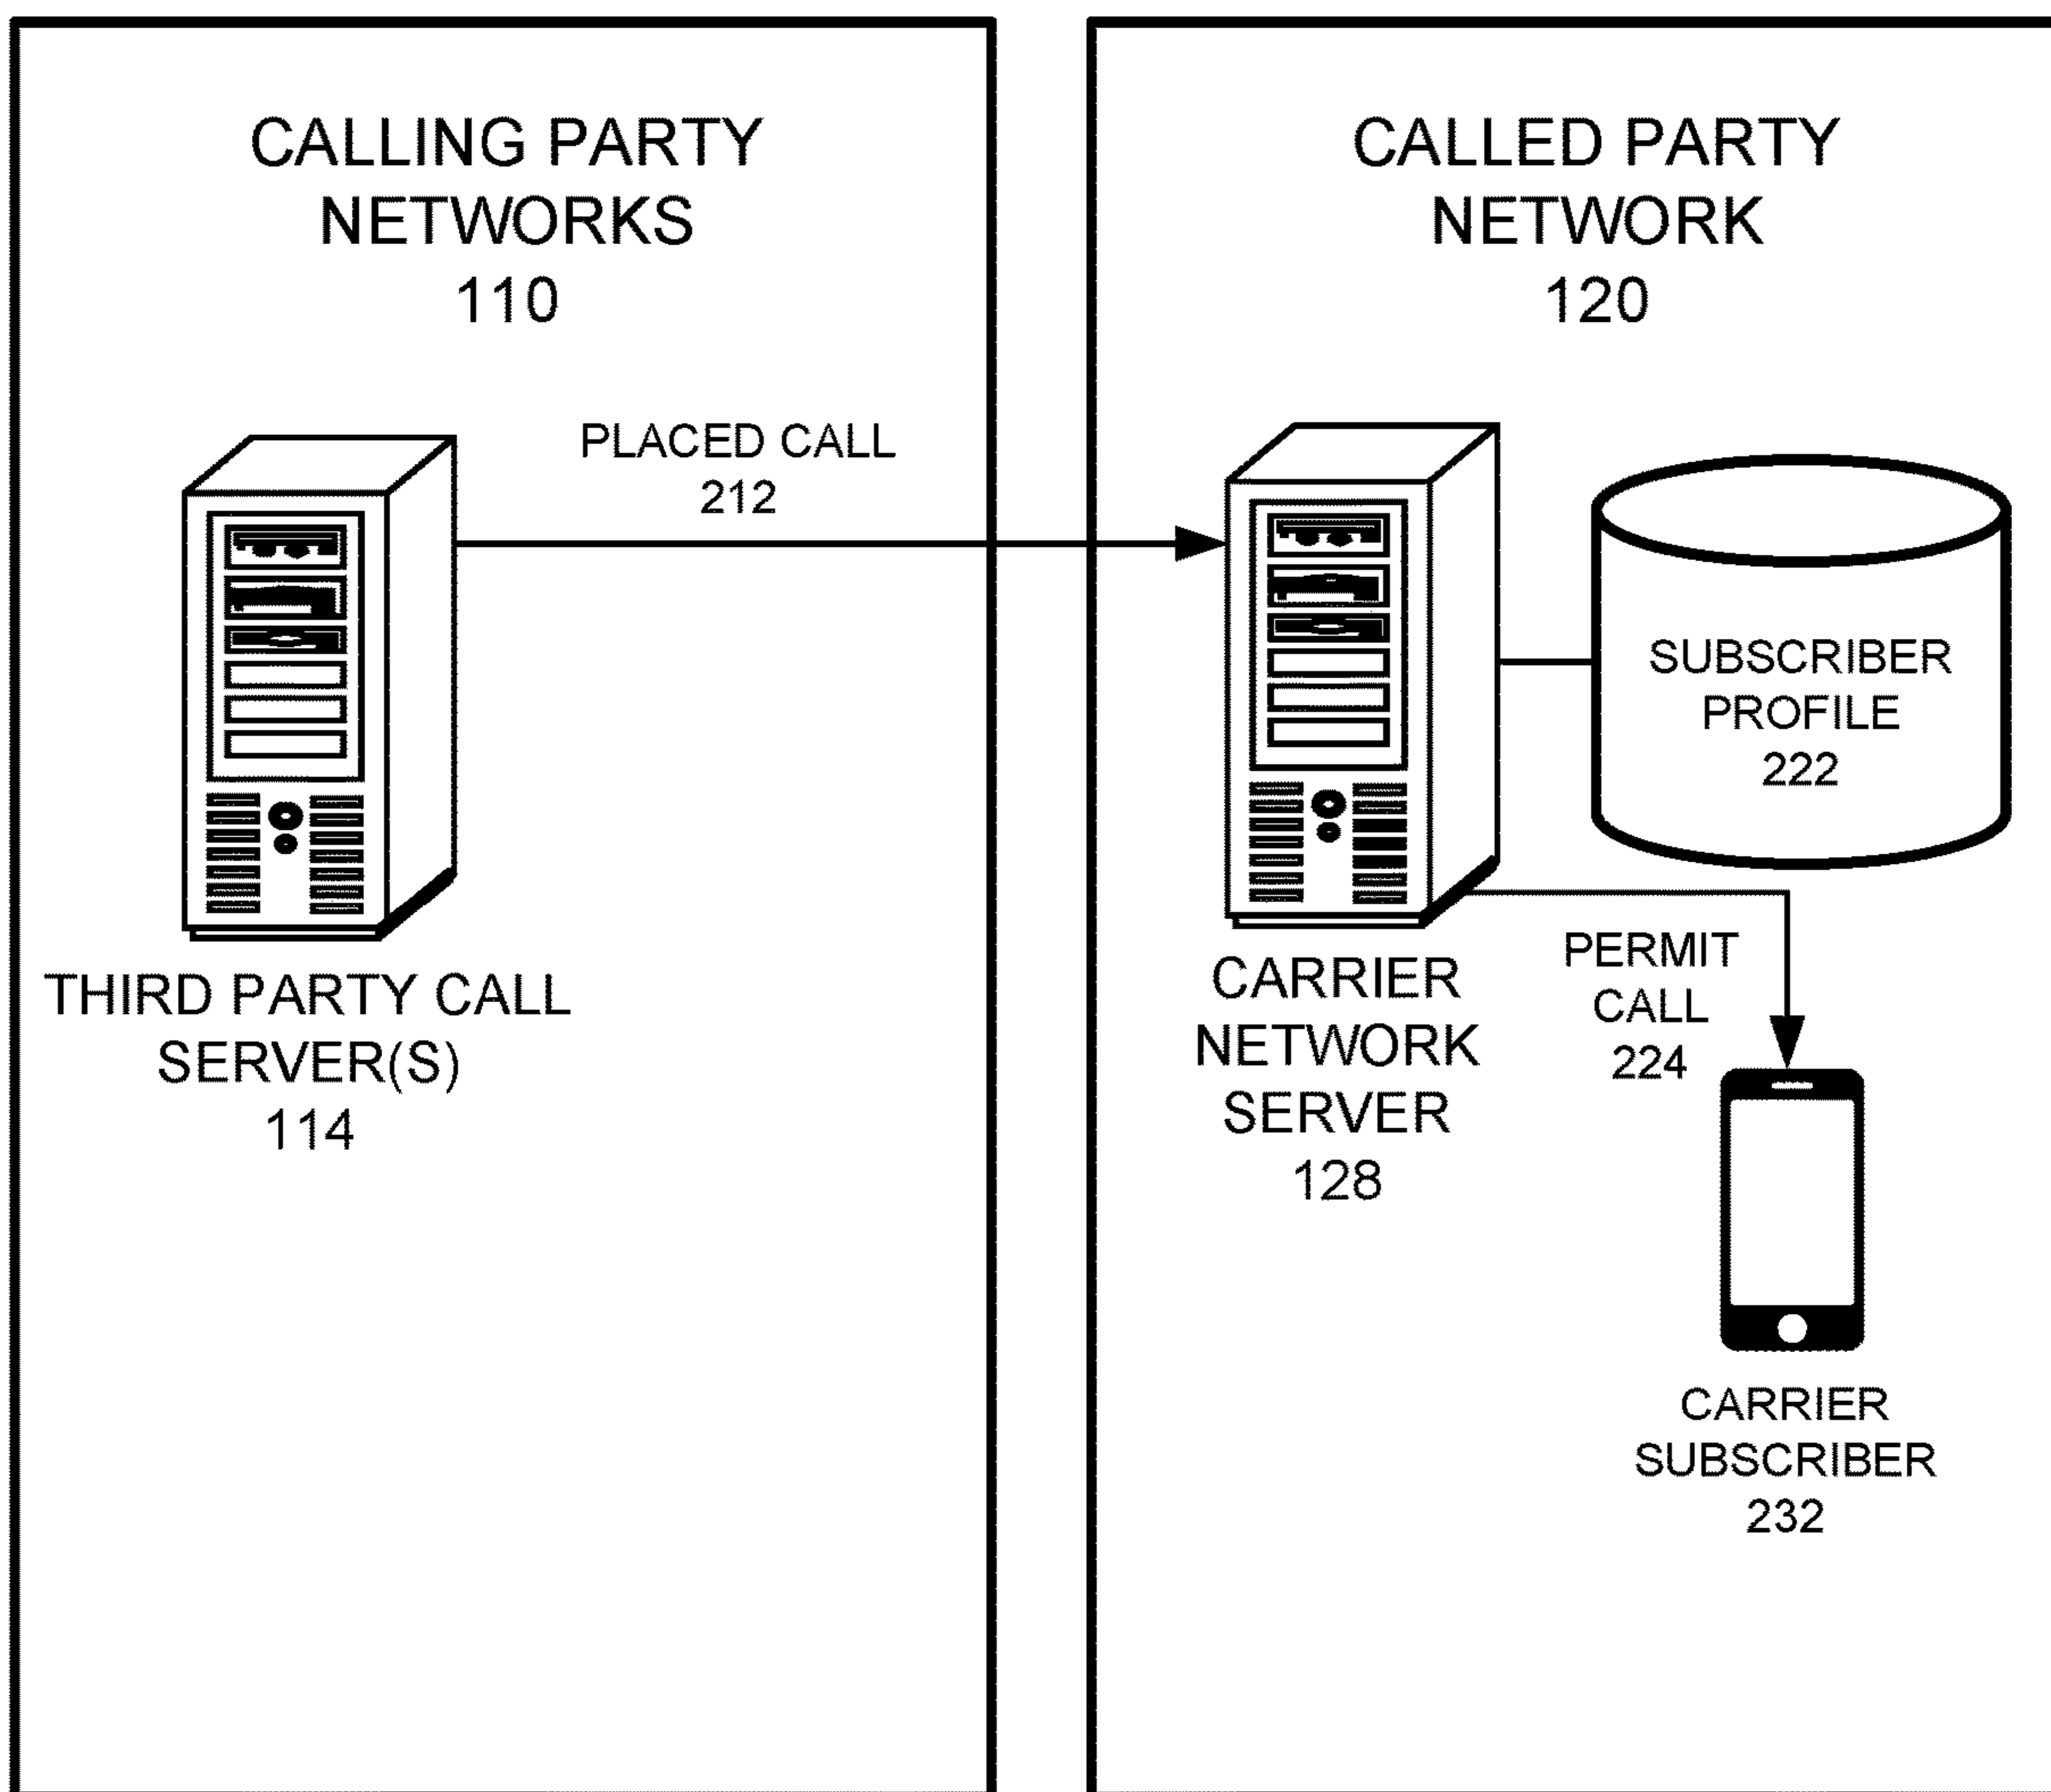 CALLING PARTY
NETWORKS
110
CALLED PARTY
NETWORK
120
PLACED CALL
212
THIRD PARTY CALL
SERVER(S)
114
SUBSCRIBER
PROFILE
222
CARRIER
NETWORK
SERVER
128
PERMIT
CALL
224
CARRIER
SUBSCRIBER
232